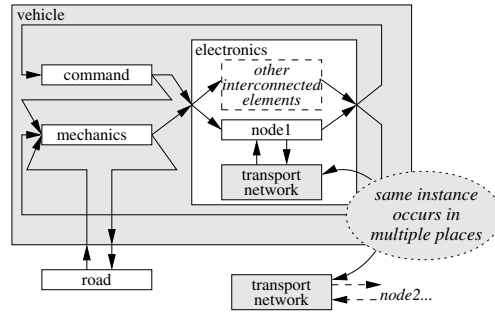 vehicle
electronics
command
other
interconnected
elements
mechanics
node1
transport
network
same instance
occurs in
multiple places
road
transport
network
node2...